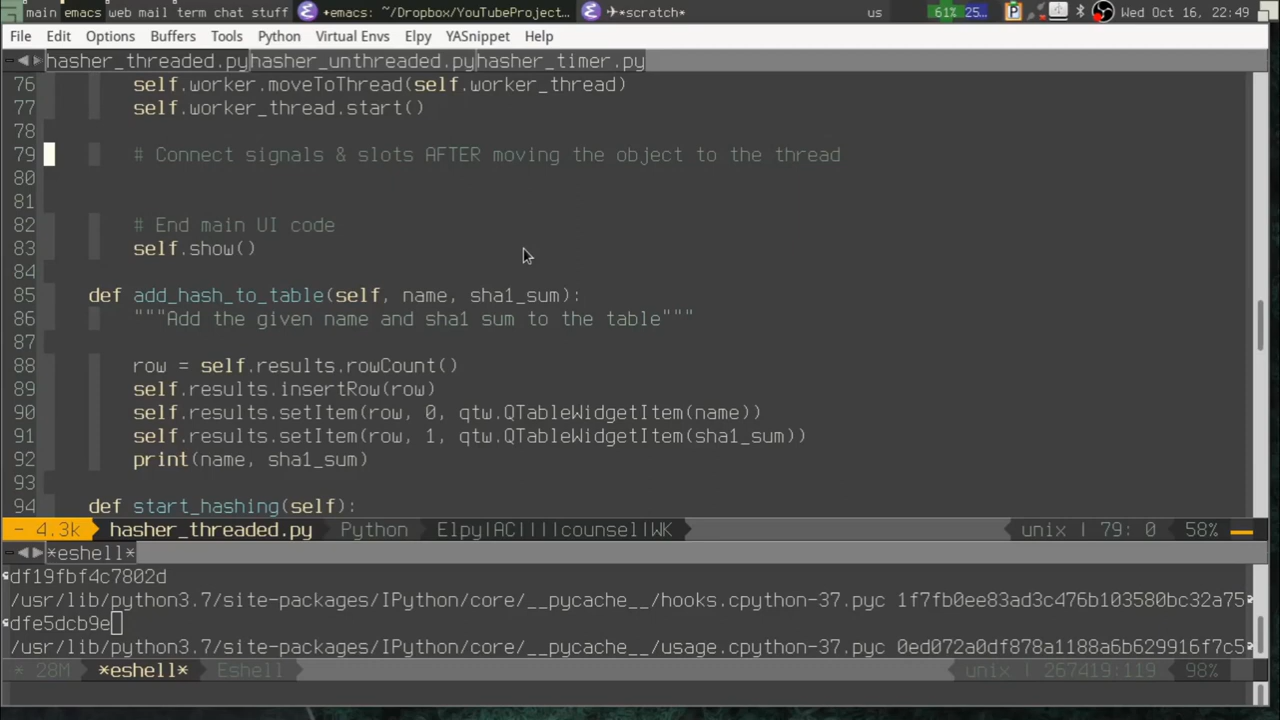 main emacs web mail term chat stuff +emacs: ~/Dropbox/YouTubeProject... ✈*scratch* us 61% 25... Wed Oct 16, 22:49
File Edit Options Buffers Tools Python Virtual Envs Elpy YASnippet Help
hasher_threaded.py hasher_unthreaded.py hasher_timer.py
76 self.worker.moveToThread(self.worker_thread)
77 self.worker_thread.start()
78
79 # Connect signals & slots AFTER moving the object to the thread
80
81
82 # End main UI code
83 self.show()
84
85 def add_hash_to_table(self, name, sha1_sum):
86 """Add the given name and sha1 sum to the table"""
87
88 row = self.results.rowCount()
89 self.results.insertRow(row)
90 self.results.setItem(row, 0, qtw.QTableWidgetItem(name))
91 self.results.setItem(row, 1, qtw.QTableWidgetItem(sha1_sum))
92 print(name, sha1_sum)
93
94 def start_hashing(self):
- 4.3k hasher_threaded.py Python Elpy|AC||||counsel|WK unix | 79: 0 58%
*eshell*
df19fbf4c7802d
/usr/lib/python3.7/site-packages/IPython/core/__pycache__/hooks.cpython-37.pyc 1f7fb0ee83ad3c476b103580bc32a75
dfe5dcb9e
/usr/lib/python3.7/site-packages/IPython/core/__pycache__/usage.cpython-37.pyc 0ed072a0df878a1188a6b629916f7c5
* 28M *eshell* Eshell unix | 267419:119 98%